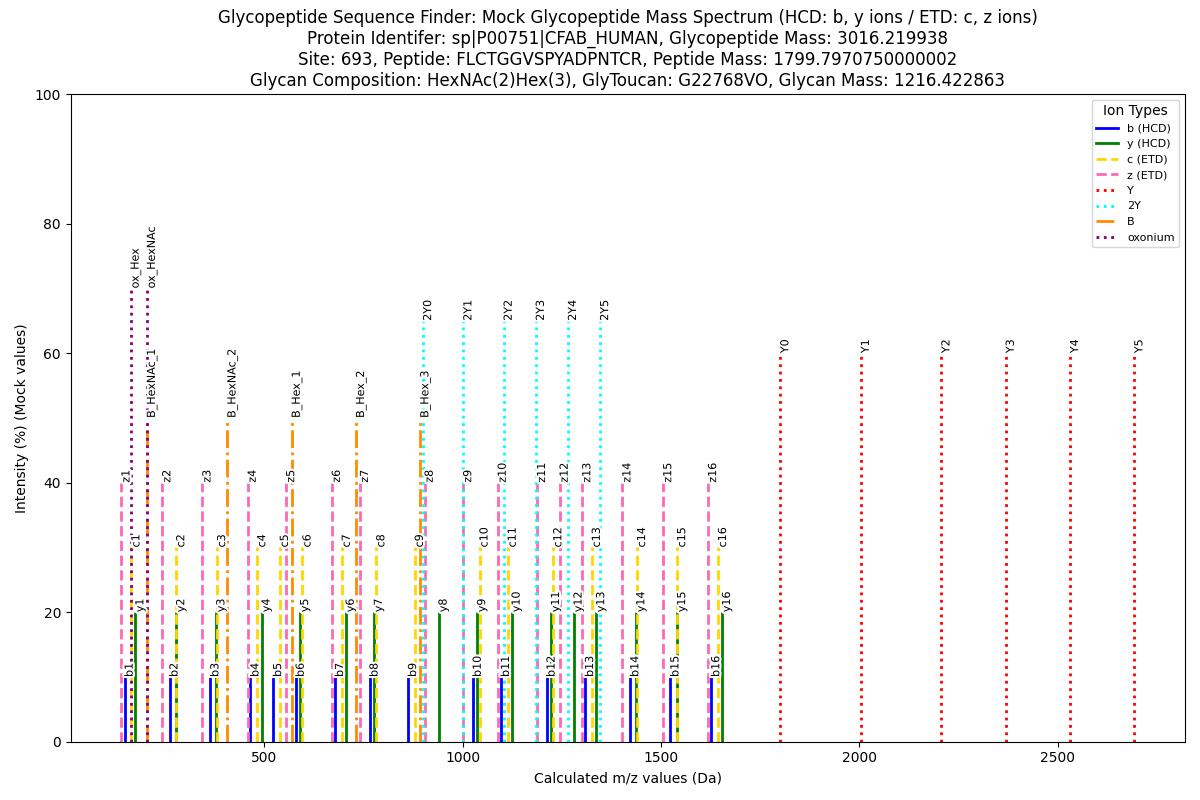 Glycopeptide Sequence Finder: Mock Glycopeptide Mass Spectrum (HCD: b, y ions / ETD: c, z ions)
Protein Identifer: sp|P00751|CFAB_HUMAN, Glycopeptide Mass: 3016.219938
Site: 693, Peptide: FLCTGGVSPYADPNTCR, Peptide Mass: 1799.7970750000002
Glycan Composition: HexNAc(2)Hex(3), GlyToucan: G22768VO, Glycan Mass: 1216.422863
Ion Types
b (HCD)
y (HCD)
c (ETD)
z (ETD)
Y
2Y
B
oxonium
Intensity (%) (Mock values)
100
80
60
40
20
0
ox_Hex
ox_HexNAc
2Y0
2Y1
2Y2
2Y3
2Y4
2Y5
Y0
Y1
Y2
Y3
Y4
Y5
B_HexNAc_1
B_HexNAc_2
B_Hex_1
B_Hex_2
B_Hex_3
z1
z2
z3
z4
z5
z6
z7
z8
z9
z10
z11
z12
z13
z14
z15
z16
c1
c2
c3
c4
c5
c6
c7
c8
c9
c10
c11
c12
c13
c14
c15
c16
y1
y2
y3
y4
y5
y6
y7
y8
y9
y10
y11
y12
y13
y14
y15
y16
b1
b2
b3
b4
b5
b6
b7
b8
b9
b10
b11
b12
b13
b14
b15
b16
500
1000
1500
2000
2500
Calculated m/z values (Da)